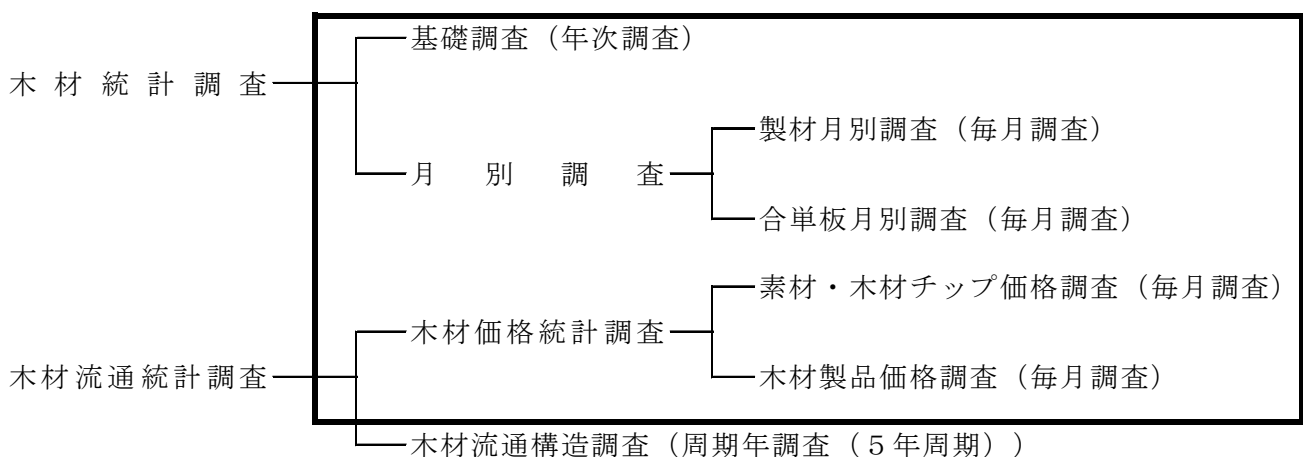 基礎調査（年次調査）
木材統計調査
製材月別調査（毎月調査）
月別調査
合単板月別調査（毎月調査）
素材・木材チップ価格調査（毎月調査）
木材価格統計調査
木材流通統計調査
木材製品価格調査（毎月調査）
木材流通構造調査（周期年調査（５年周期））